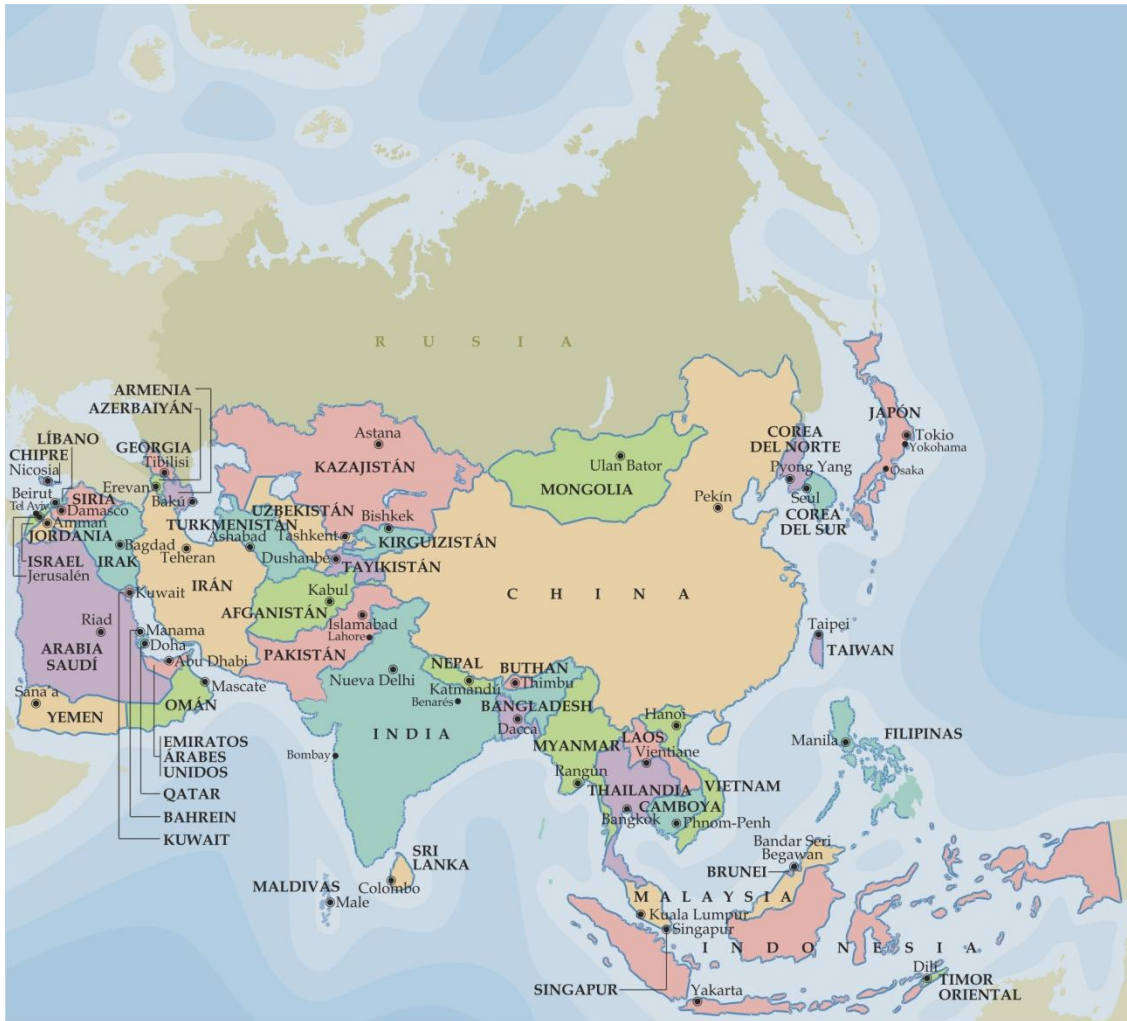 R U S I A
ARMENIA
AZERBAIYÁN
LÍBANO
CHIPRE
Nicosia
GEORGIA
Tibilisi
Erevan
Bakú
Beirut
Tel Aviv
SIRIA
Damasco
Amman
JORDANIA
ISRAEL
Jerusalén
IRAK
Bagdad
Teheran
IRÁN
Kuwait
Riad
ARABIA
SAUDÍ
Manama
Doha
Abu Dhabi
Mascate
OMÁN
Sana'a
YEMEN
EMIRATOS
ÁRABES
UNIDOS
QATAR
BAHREIN
KUWAIT
Astana
KAZAJISTÁN
UZBEKISTÁN
TURKMENISTÁN
Ashabad
Tashkent
Bishkek
KIRGUIZISTÁN
Dushanbe
TAYIKISTÁN
Kabul
AFGANISTÁN
Islamabad
Lahore
PAKISTÁN
Ulan Bator
MONGOLIA
Pekín
C H I N A
COREA
DEL NORTE
Pyong Yang
Seul
COREA
DEL SUR
JAPÓN
Tokio
Yokohama
Osaka
Taipei
TAIWAN
NEPAL
Katmandú
BUTHAN
Thimbu
Nueva Delhi
Benarés
BANGLADESH
Dacca
I N D I A
Bombay
MYANMAR
Rangún
Hanoi
LAOS
Vientiane
THAILANDIA
Bangkok
VIETNAM
CAMBOYA
Phnom-Penh
Manila
FILIPINAS
SRI
LANKA
Colombo
MALDIVAS
Male
Bandar Seri
Begawan
BRUNEI
M A L A Y S I A
Kuala Lumpur
Singapur
I N D O N E S I A
SINGAPUR
Yakarta
Dili
TIMOR
ORIENTAL